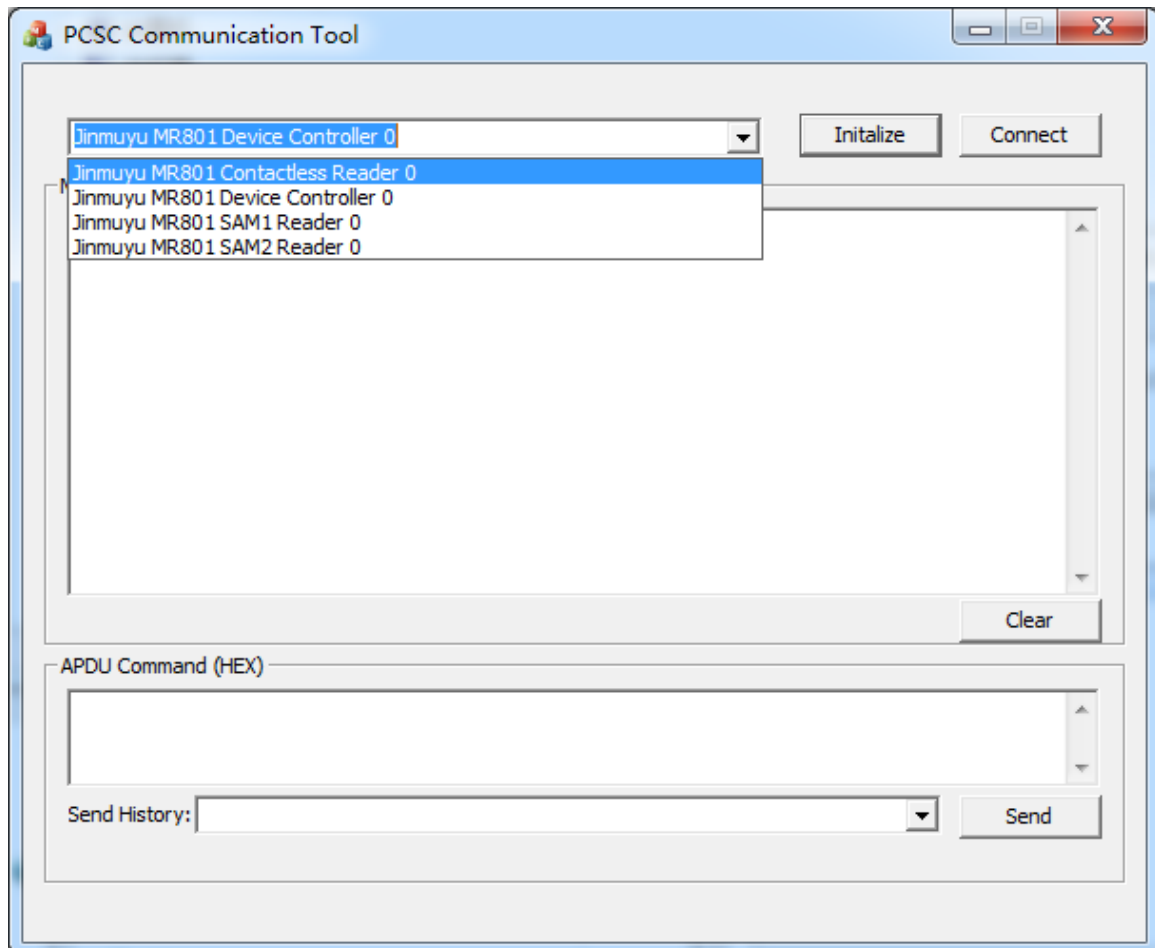 PCSC Communication Tool
Jinmuyu MR801 Device Controller 0
Initalize
Connect
Jinmuyu MR801 Contactless Reader 0
Jinmuyu MR801 Device Controller 0
Jinmuyu MR801 SAM1 Reader 0
Jinmuyu MR801 SAM2 Reader 0
Clear
APDU Command (HEX)
Send History:
Send